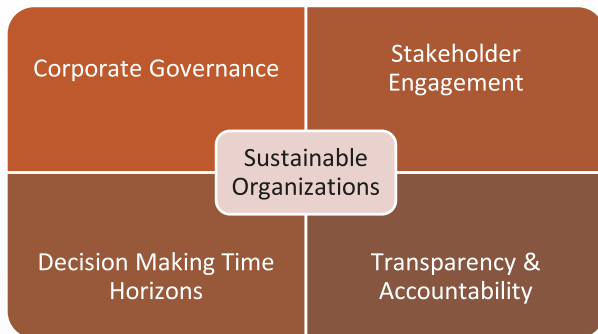 Corporate Governance
Stakeholder
Engagement
Sustainable
Organizations
Decision Making Time
Horizons
Transparency &
Accountability